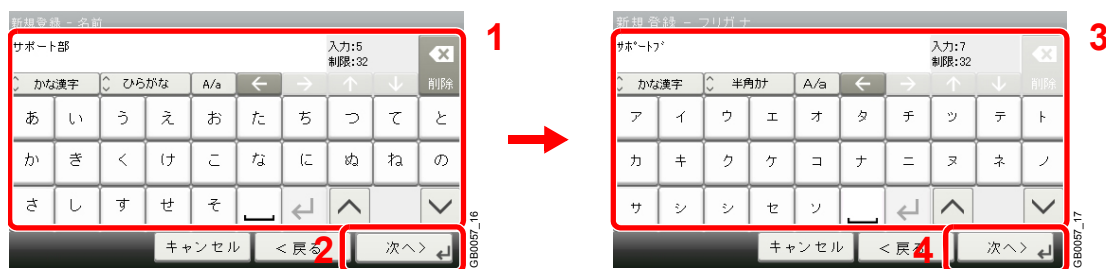 新規登録 - 名前
サポート部
入力:5
制限:32
かな漢字 ひらがな A/a ← → ↑ ↓ 削除
あ い う え お た ち つ て と
か き く け こ な に ぬ ね の
さ し す せ そ
キャンセル < 戻る 次へ >
1
2
GB0057_16
新規登録 - フリガナ
ｻﾎﾟｰﾄﾌﾞ
入力:7
制限:32
かな漢字 半角ｶﾅ A/a ← → ↑ ↓ 削除
ア イ ウ エ オ タ チ ツ テ ト
カ キ ク ケ コ ナ ニ ヌ ネ ノ
サ シ シ セ ソ
キャンセル < 戻る 次へ >
3
4
GB0057_17